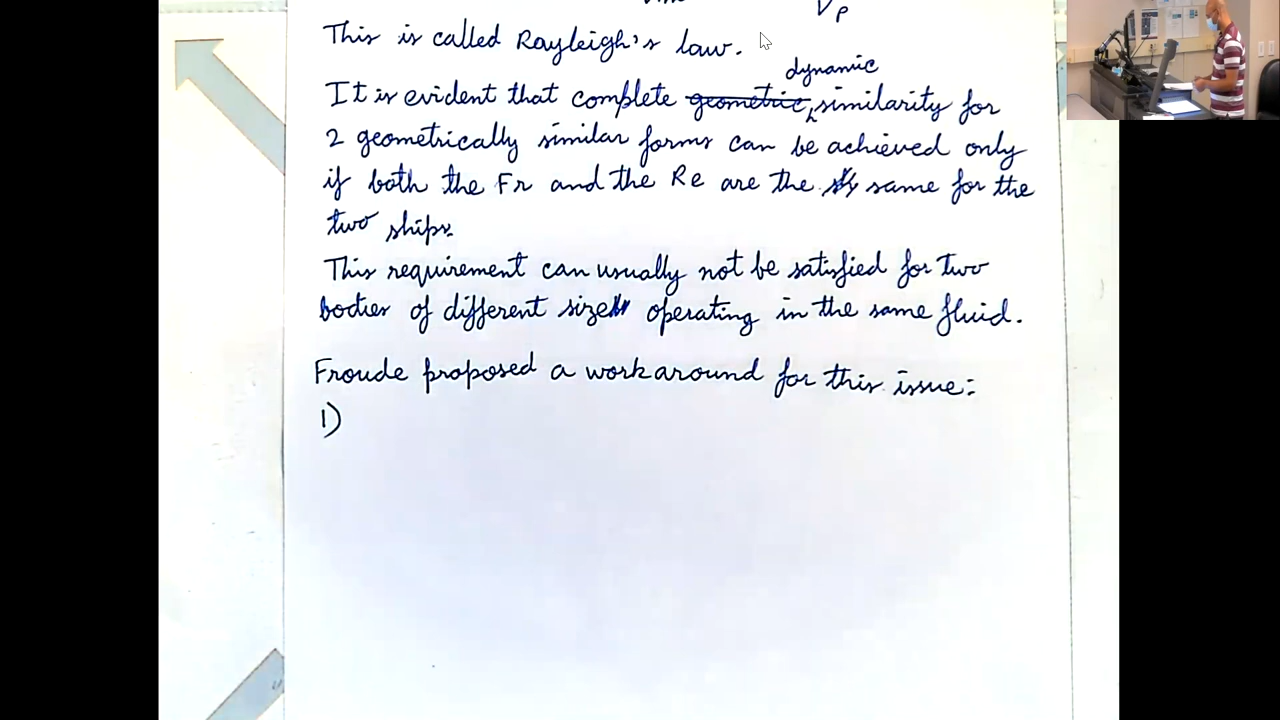 V P
This is called Rayleigh's law.
dynamic
It is evident that complete geometric similarity for
2 geometrically similar forms can be achieved only
if both the Fr and the Re are the same for the
two ships.
This requirement can usually not be satisfied for two
bodies of different size operating in the same fluid.
Froude proposed a workaround for this issue:
1)